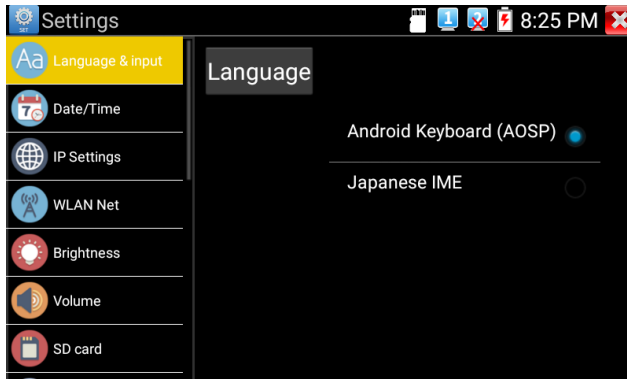 Settings
8:25 PM
Language & input
Language
Date/Time
Android Keyboard (AOSP)
IP Settings
Japanese IME
WLAN Net
Brightness
Volume
SD card